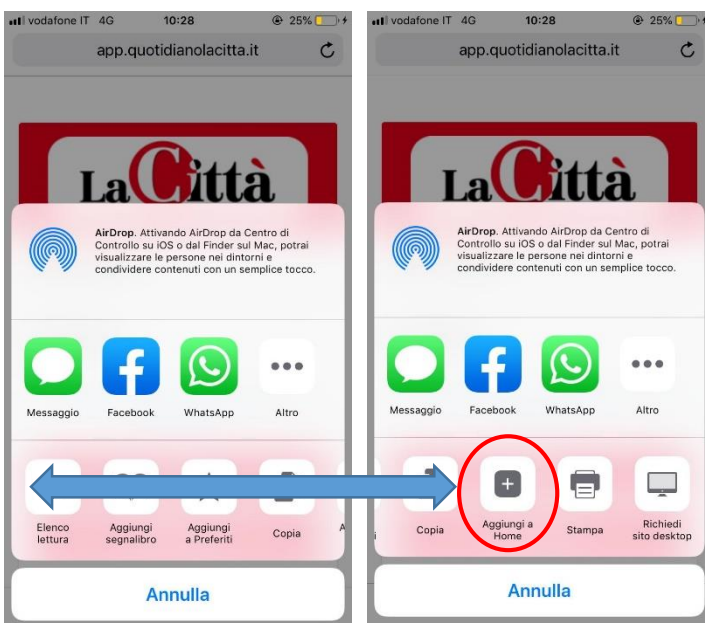 vodafone IT 4G 10:28 25%
app.quotidianolacitta.it
La Città
AirDrop. Attivando AirDrop da Centro di
Controllo su iOS o dal Finder sul Mac, potrai
visualizzare le persone nei dintorni e
condividere contenuti con un semplice tocco.
Messaggio Facebook WhatsApp Altro
Elenco
lettura
Aggiungi
segnalibro
Aggiungi
a Preferiti
Copia
A
Annulla
vodafone IT 4G 10:28 25%
app.quotidianolacitta.it
La Città
AirDrop. Attivando AirDrop da Centro di
Controllo su iOS o dal Finder sul Mac, potrai
visualizzare le persone nei dintorni e
condividere contenuti con un semplice tocco.
Messaggio Facebook WhatsApp Altro
i
Copia
Aggiungi a
Home
Stampa
Richiedi
sito desktop
Annulla